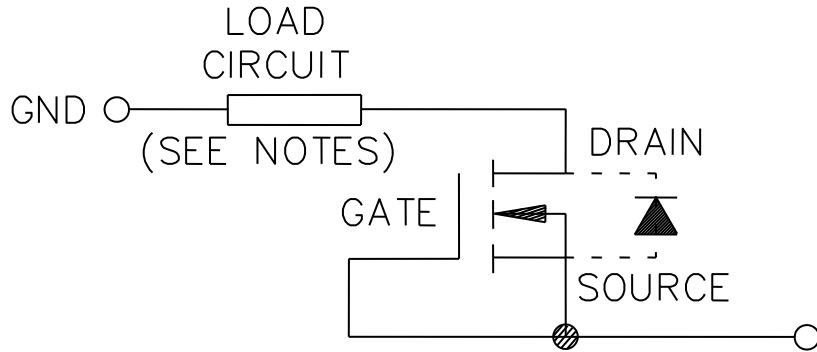 LOAD
CIRCUIT
GND
(SEE NOTES)
DRAIN
GATE
SOURCE